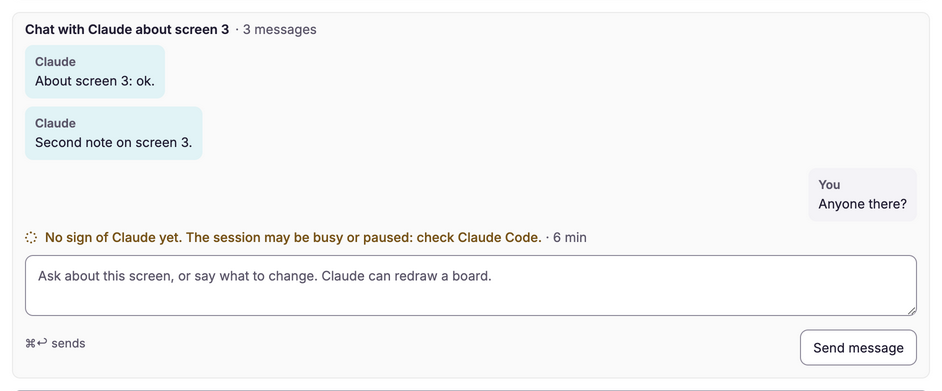 Chat with Claude about screen 3 · 3 messages
Claude
About screen 3: ok.
Claude
Second note on screen 3.
You
Anyone there?
No sign of Claude yet. The session may be busy or paused: check Claude Code. · 6 min
Ask about this screen, or say what to change. Claude can redraw a board.
⌘↩ sends
Send message